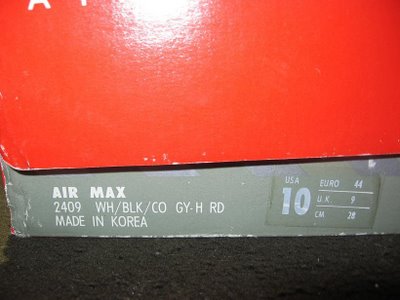 A I
AIR MAX
2409 WH/BLK/CO GY-H RD
MADE IN KOREA
USA 10
EURO 44
U.K. 9
CM 28